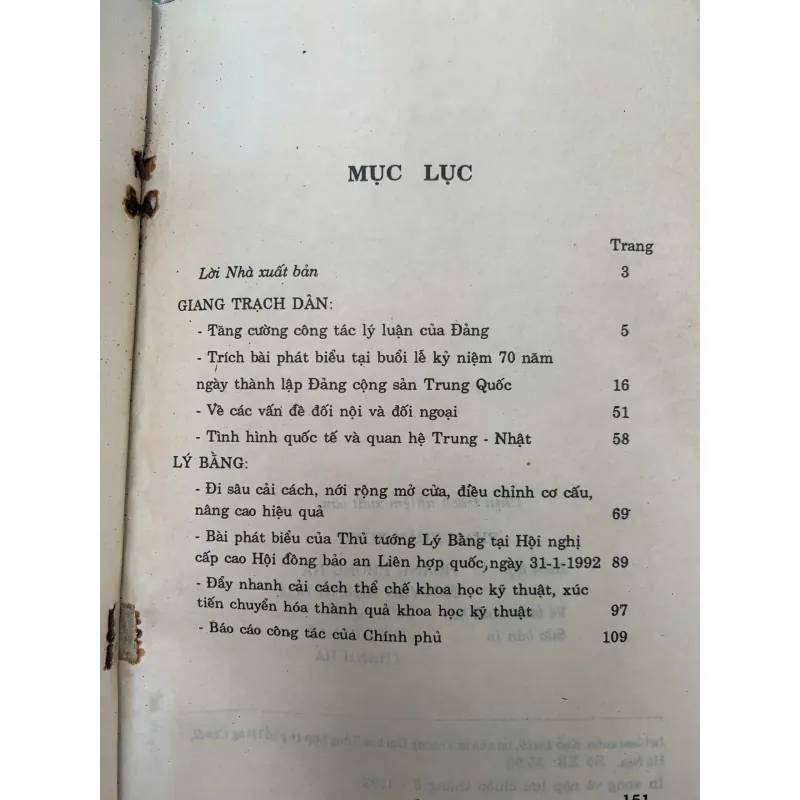 MỤC LỤC
Trang
Lời Nhà xuất bản 3
GIANG TRẠCH DÂN:
- Tăng cường công tác lý luận của Đảng 5
- Trích bài phát biểu tại buổi lễ kỷ niệm 70 năm
ngày thành lập Đảng cộng sản Trung Quốc 16
- Về các vấn đề đối nội và đối ngoại 51
- Tình hình quốc tế và quan hệ Trung - Nhật 58
LÝ BẰNG:
- Đi sâu cải cách, nới rộng mở cửa, điều chỉnh cơ cấu,
nâng cao hiệu quả 69
- Bài phát biểu của Thủ tướng Lý Bằng tại Hội nghị
cấp cao Hội đồng bảo an Liên hợp quốc, ngày 31-1-1992 89
- Đẩy nhanh cải cách thể chế khoa học kỹ thuật, xúc
tiến chuyển hóa thành quả khoa học kỹ thuật 97
- Báo cáo công tác của Chính phủ 109
151